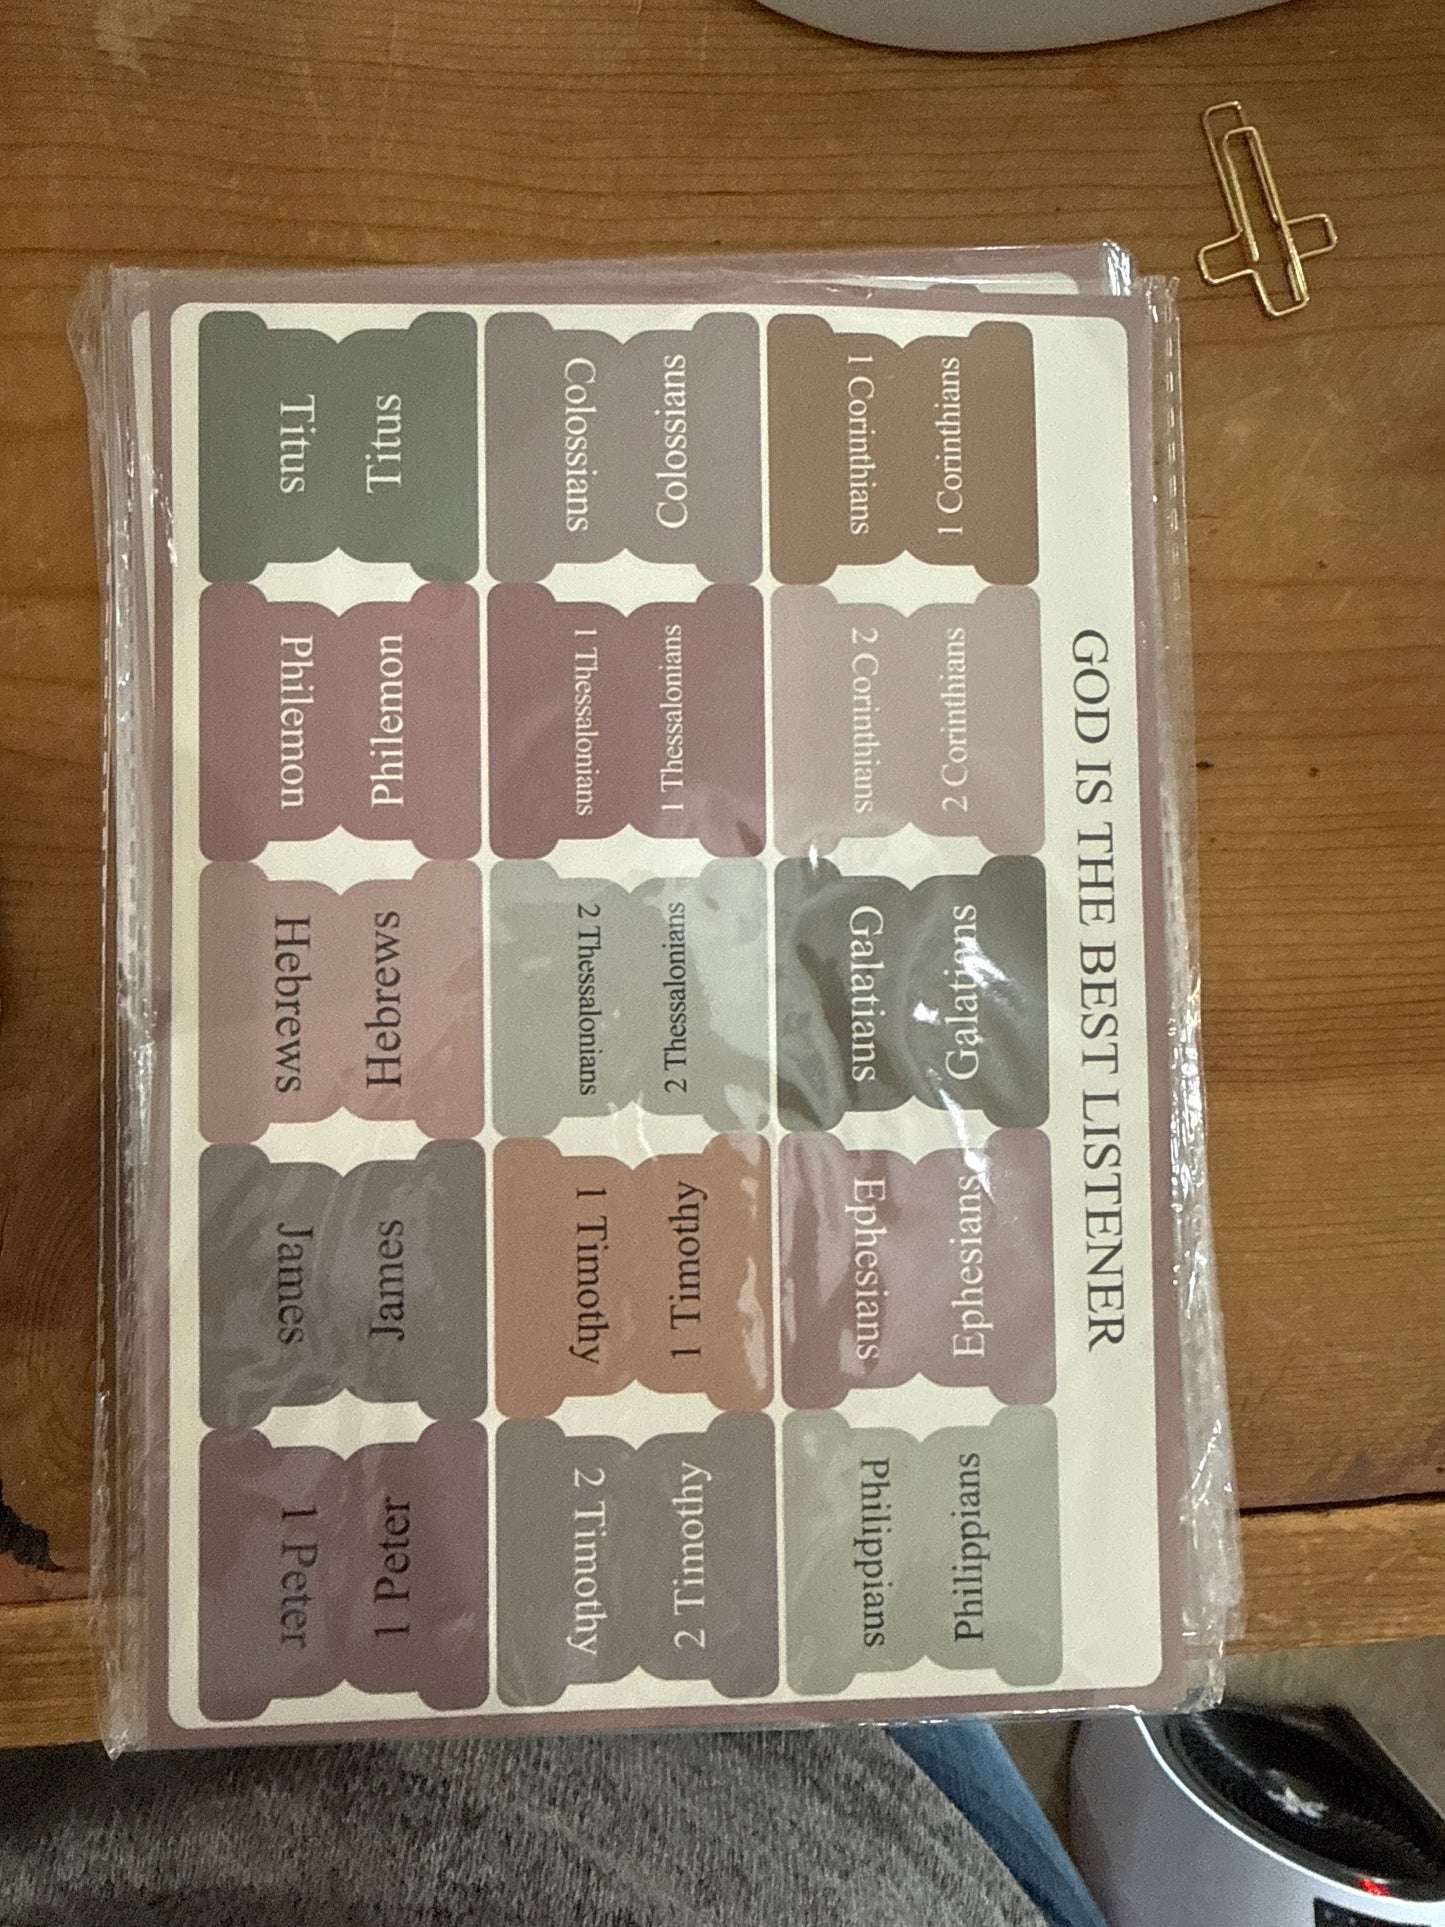 GOD IS THE BEST LISTENER
1 Corinthians
1 Corinthians
2 Corinthians
2 Corinthians
Galatians
Galatians
Ephesians
Ephesians
Philippians
Philippians
Colossians
Colossians
1 Thessalonians
1 Thessalonians
2 Thessalonians
2 Thessalonians
1 Timothy
1 Timothy
2 Timothy
2 Timothy
Titus
Titus
Philemon
Philemon
Hebrews
Hebrews
James
James
1 Peter
1 Peter